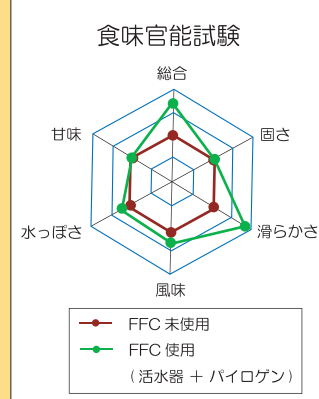 食味官能試験
総合
甘味
固さ
水っぽさ
滑らかさ
風味
FFC 未使用
FFC 使用
（活水器 ＋ パイロゲン）